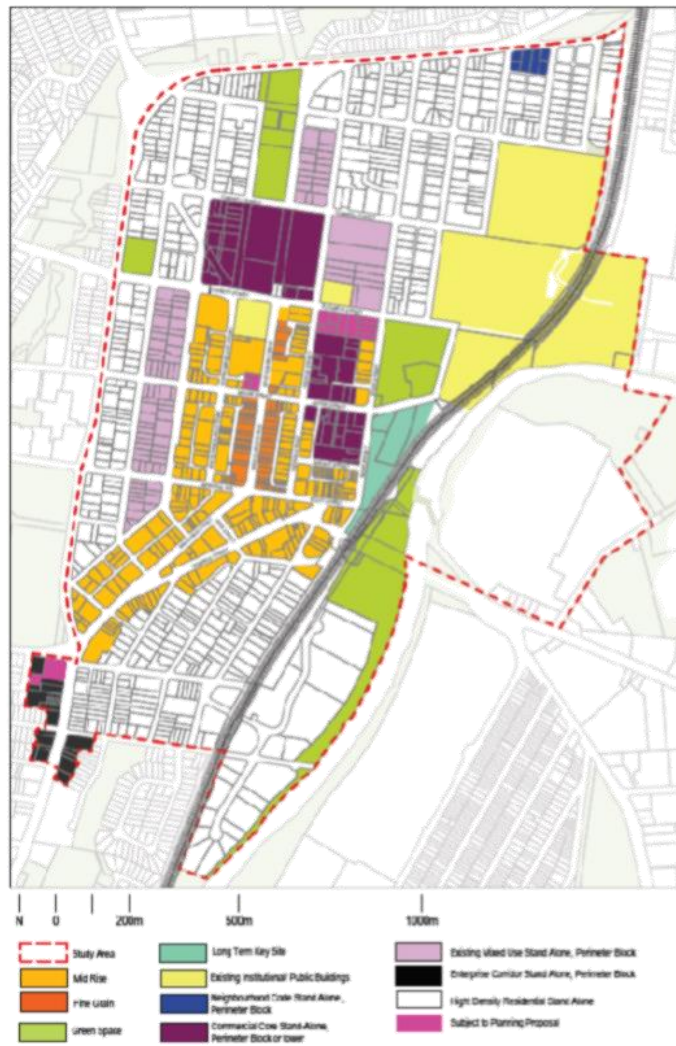 N 0 200m 500m 1000m
Study Area
Mid Rise
Fine Grain
Green Space
Long Term Key Site
Existing Institutional Public Buildings
Neighbourhood Core Stand Alone,
Perimeter Block
Commercial Core Stand-Alone,
Perimeter Block or tower
Existing Mixed Use Stand Alone, Perimeter Block
Enterprise Corridor Stand Alone, Perimeter Block
High Density Residential Stand Alone
Subject to Planning Proposal